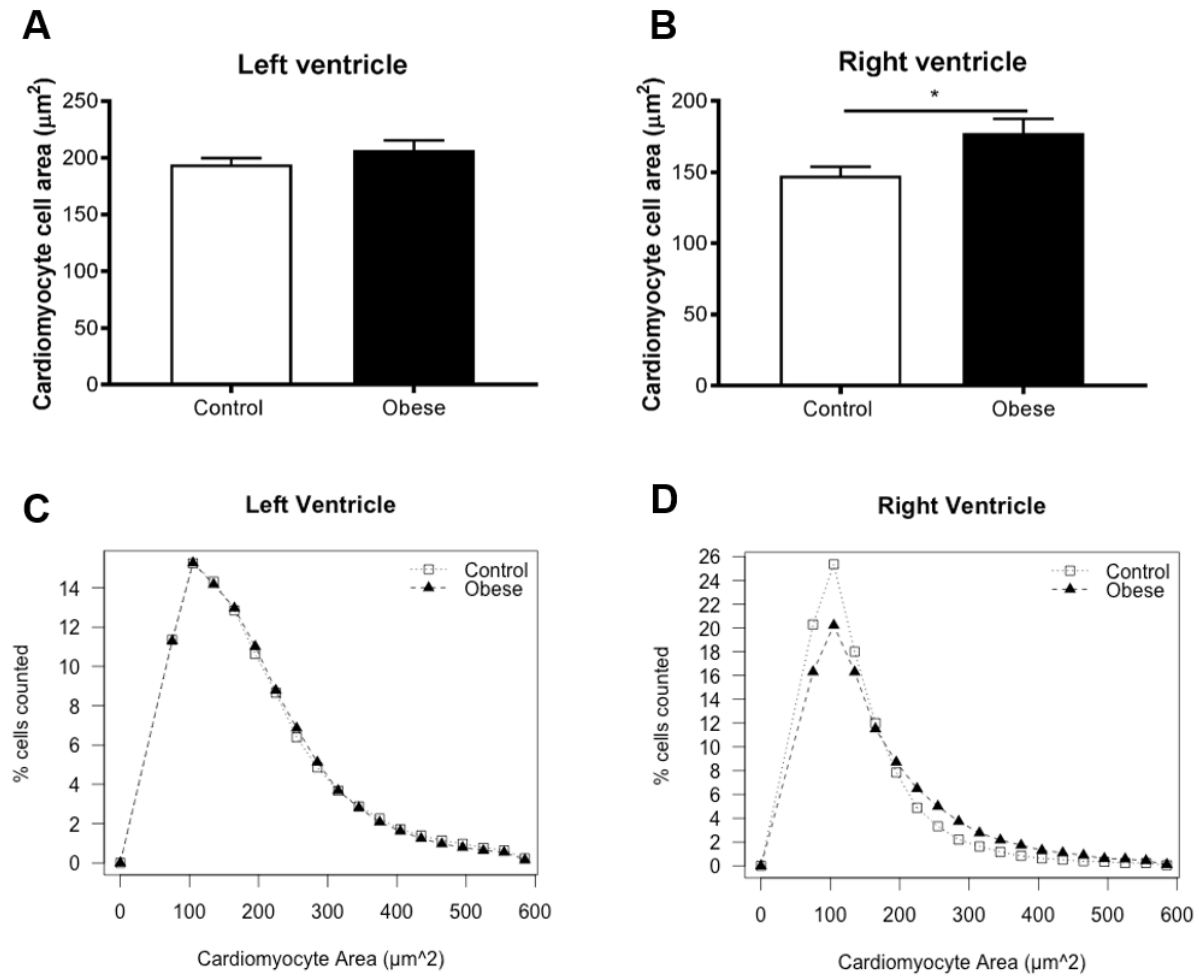 A
Left ventricle
Cardiomyocyte cell area (µm²)
250
200
150
100
50
0
Control
Obese
B
Right ventricle
*
Cardiomyocyte cell area (µm²)
200
150
100
50
0
Control
Obese
C
Left Ventricle
Control
Obese
% cells counted
14
12
10
8
6
4
2
0
0 100 200 300 400 500 600
Cardiomyocyte Area (µm^2)
D
Right Ventricle
Control
Obese
% cells counted
26
24
22
20
18
16
14
12
10
8
6
4
2
0
0 100 200 300 400 500 600
Cardiomyocyte Area (µm^2)